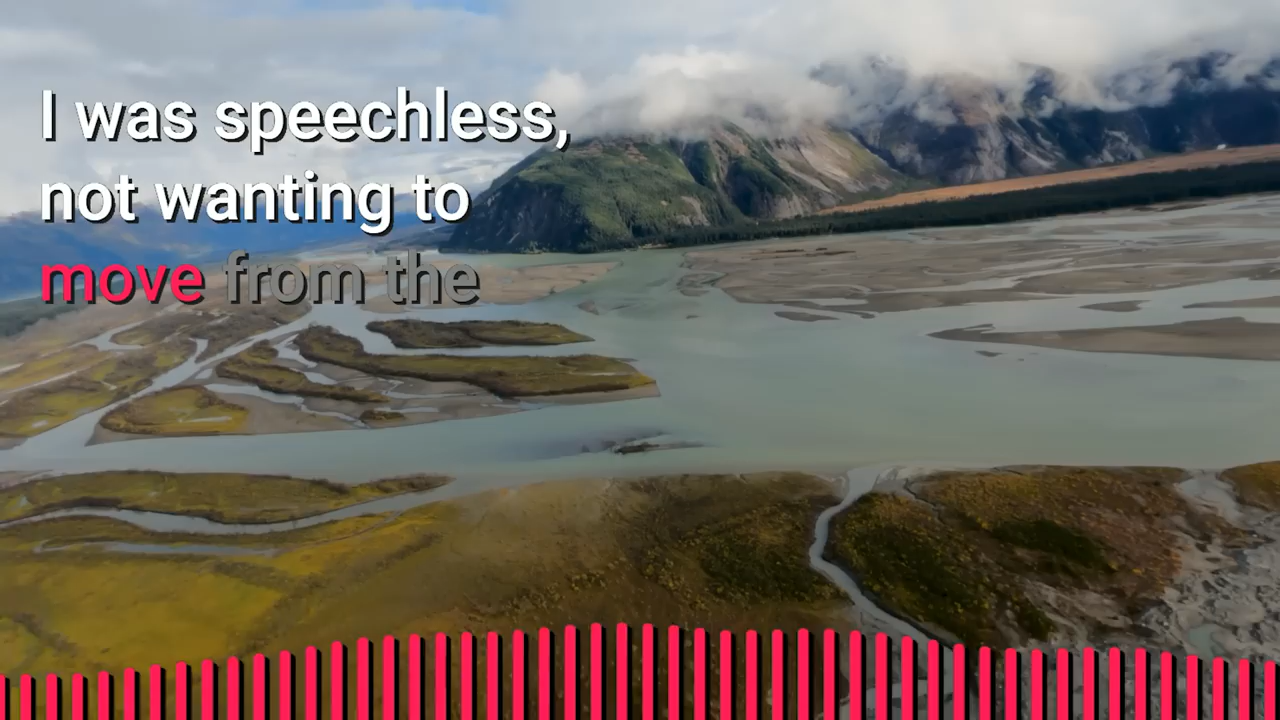 I was speechless,
not wanting to
move from the